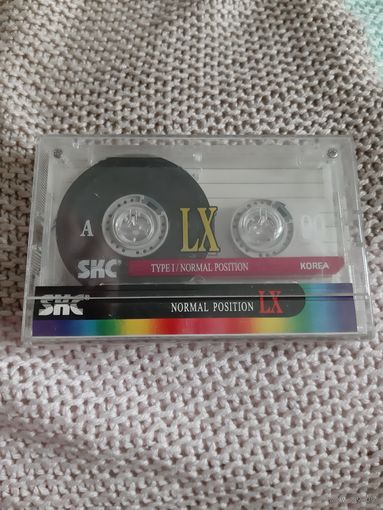 A LX
SKC TYPE I / NORMAL POSITION KOREA
SKC NORMAL POSITION LX